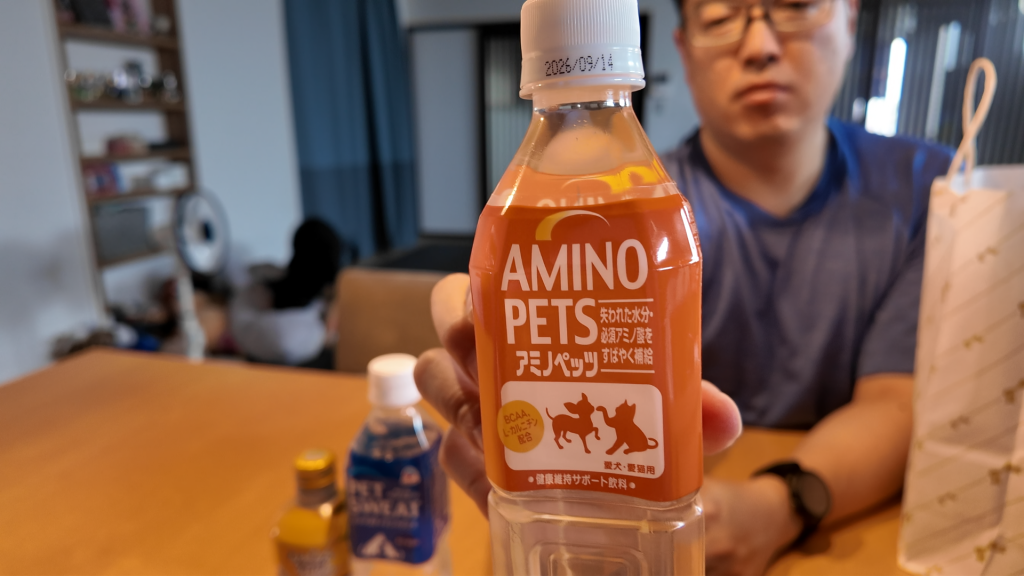 2026/09/14
AMINO
PETS
失われた水分・
必須アミノ酸を
すばやく補給
アミノペッツ
BCAA、
L-カルニチン
配合
愛犬・愛猫用
•健康維持サポート飲料•
PET
SWEAT